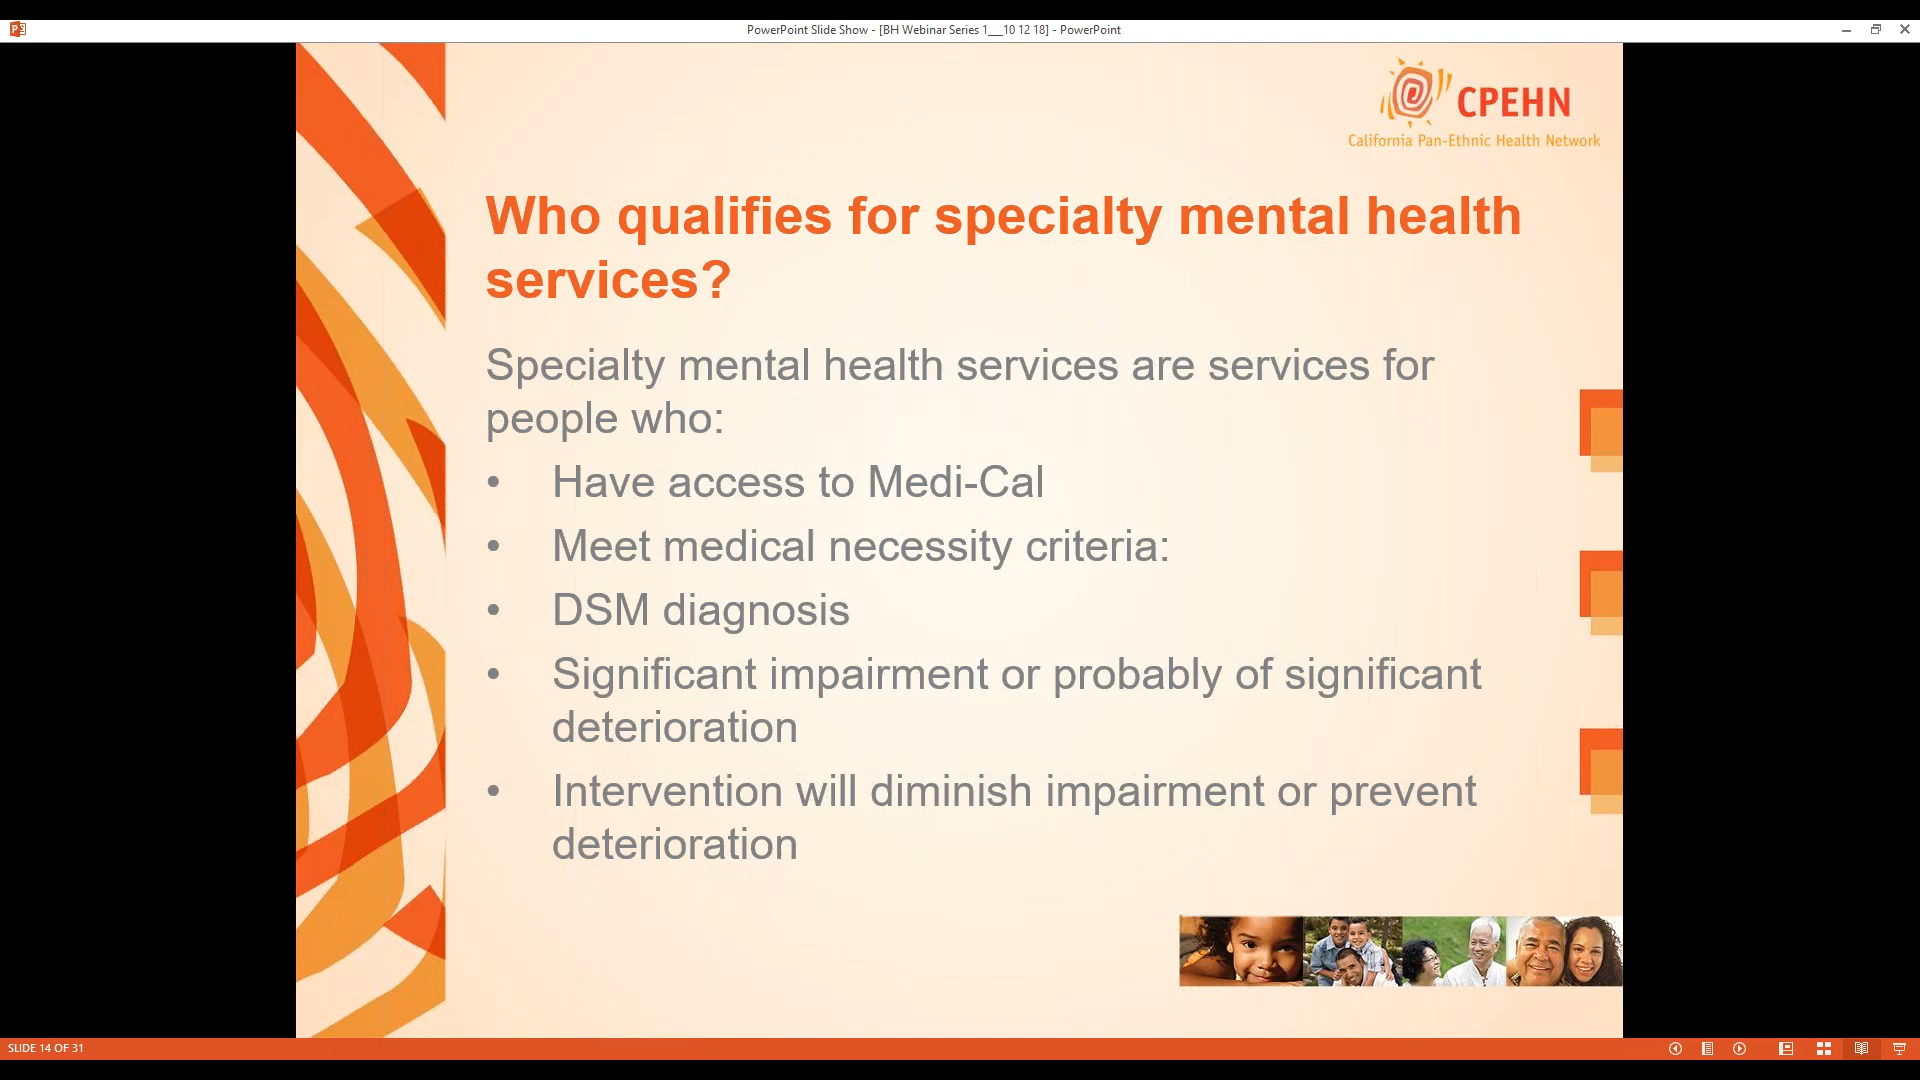 PowerPoint Slide Show - [BH Webinar Series 1__10 12 18] - PowerPoint
CPEHN
California Pan-Ethnic Health Network
Who qualifies for specialty mental health
services?
Specialty mental health services are services for
people who:
• Have access to Medi-Cal
• Meet medical necessity criteria:
• DSM diagnosis
• Significant impairment or probably of significant
deterioration
• Intervention will diminish impairment or prevent
deterioration
SLIDE 14 OF 31